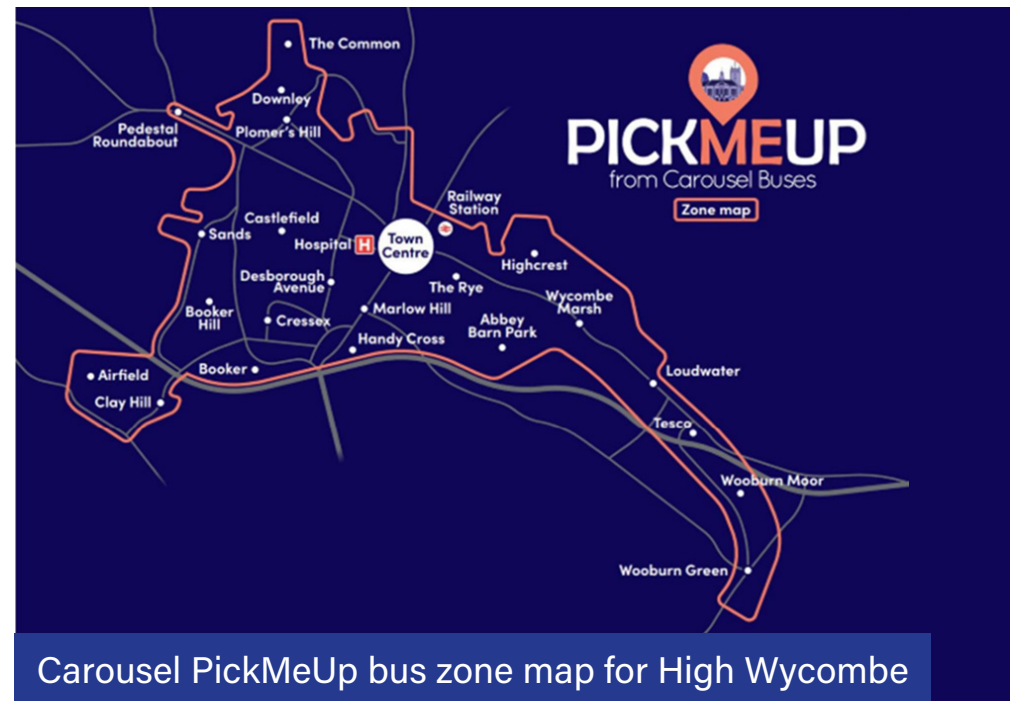 The Common
Downley
Plomer's Hill
Pedestal
Roundabout
PICKMEUP
from Carousel Buses
Zone map
Railway
Station
Castlefield
Sands
Hospital
H
Town
Centre
Highcrest
Desborough
Avenue
The Rye
Wycombe
Marsh
Booker
Hill
Cressex
Marlow Hill
Abbey
Barn Park
Handy Cross
Airfield
Booker
Loudwater
Clay Hill
Tesco
Wooburn Moor
Wooburn Green
Carousel PickMeUp bus zone map for High Wycombe